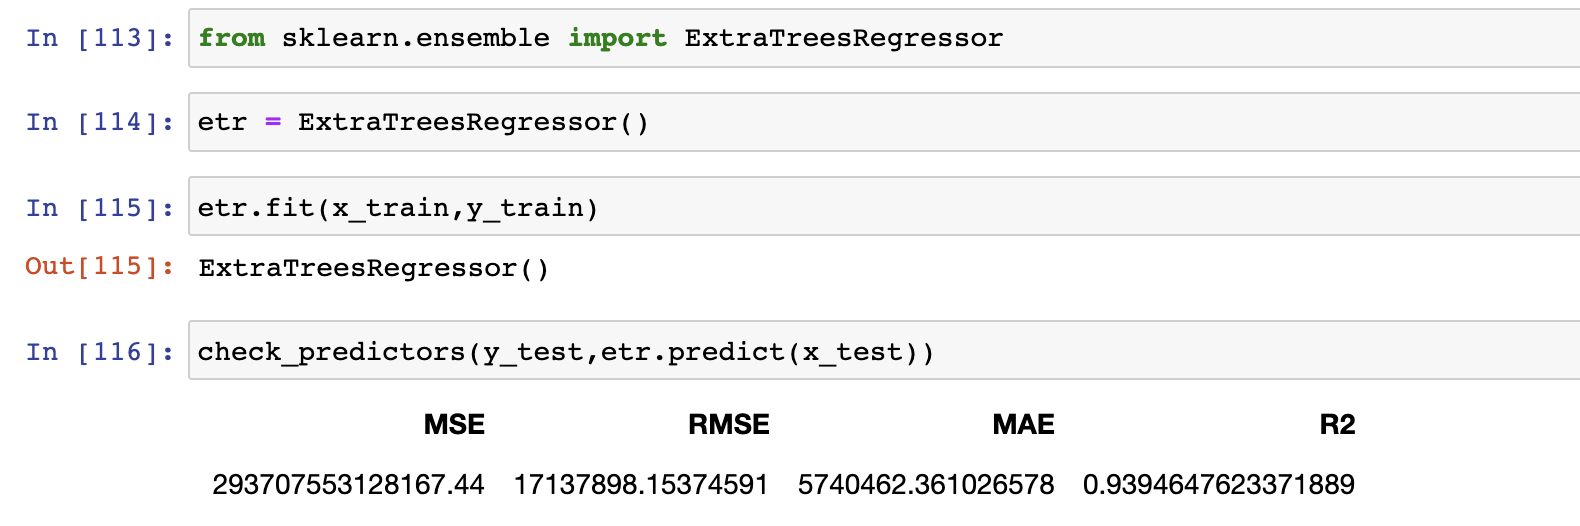 In [113]: from sklearn.ensemble import ExtraTreesRegressor
In [114]: etr = ExtraTreesRegressor()
In [115]: etr.fit(x_train,y_train)
Out[115]: ExtraTreesRegressor()
In [116]: check_predictors(y_test,etr.predict(x_test))
MSE RMSE MAE R2
293707553128167.44 17137898.15374591 5740462.361026578 0.9394647623371889